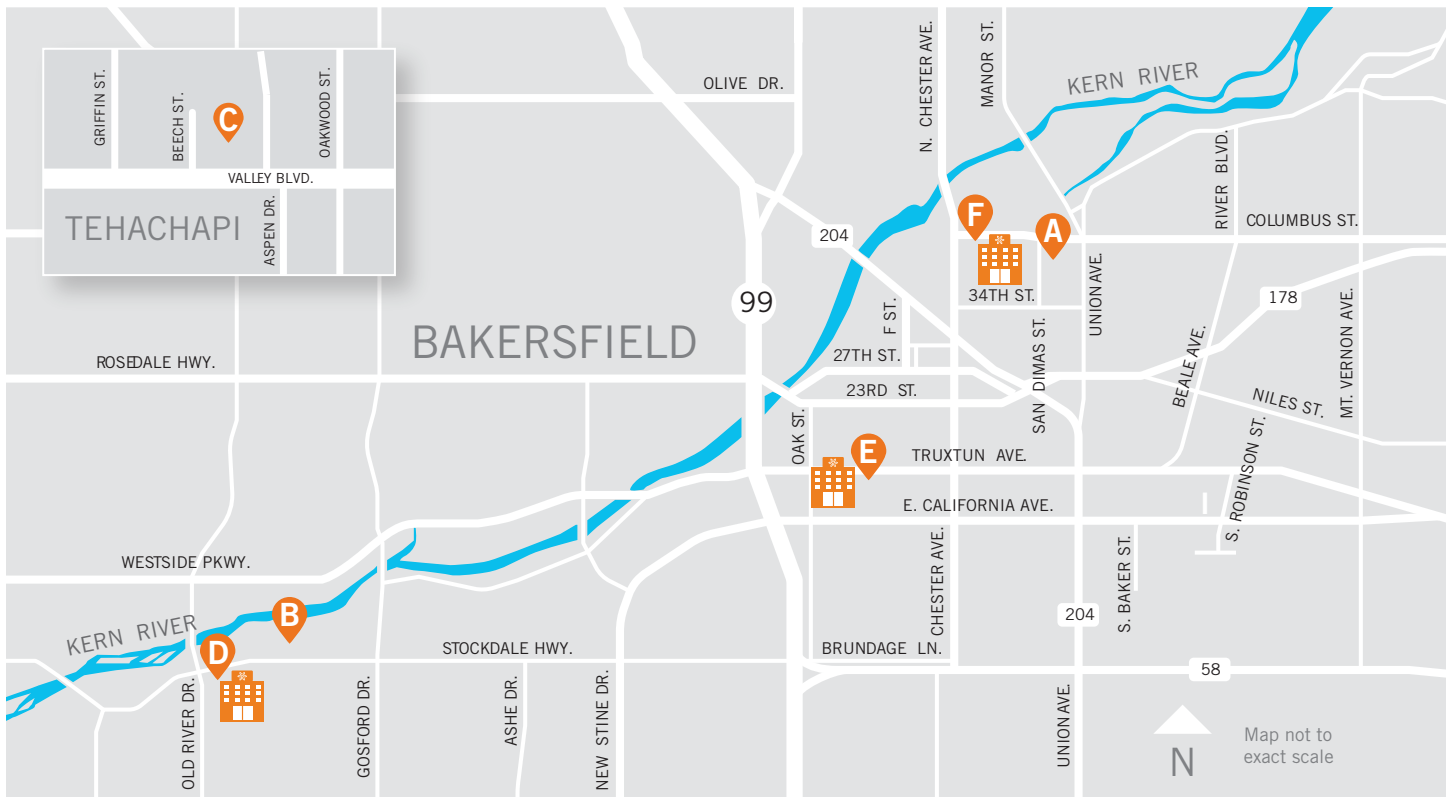 GRIFFIN ST.
BEECH ST.
C
OAKWOOD ST.
VALLEY BLVD.
TEHACHAPI
ASPEN DR.
OLIVE DR.
N. CHESTER AVE.
MANOR ST.
KERN RIVER
RIVER BLVD.
COLUMBUS ST.
F
A
204
34TH ST.
UNION AVE.
178
99
F ST.
SAN DIMAS ST.
BEALE AVE.
MT. VERNON AVE.
BAKERSFIELD
ROSEDALE HWY.
27TH ST.
23RD ST.
NILES ST.
OAK ST.
E
TRUXTUN AVE.
S. ROBINSON ST.
E. CALIFORNIA AVE.
WESTSIDE PKWY.
CHESTER AVE.
S. BAKER ST.
204
KERN RIVER
B
D
STOCKDALE HWY.
BRUNDAGE LN.
58
OLD RIVER DR.
GOSFORD DR.
ASHE DR.
NEW STINE DR.
UNION AVE.
N
Map not to
exact scale